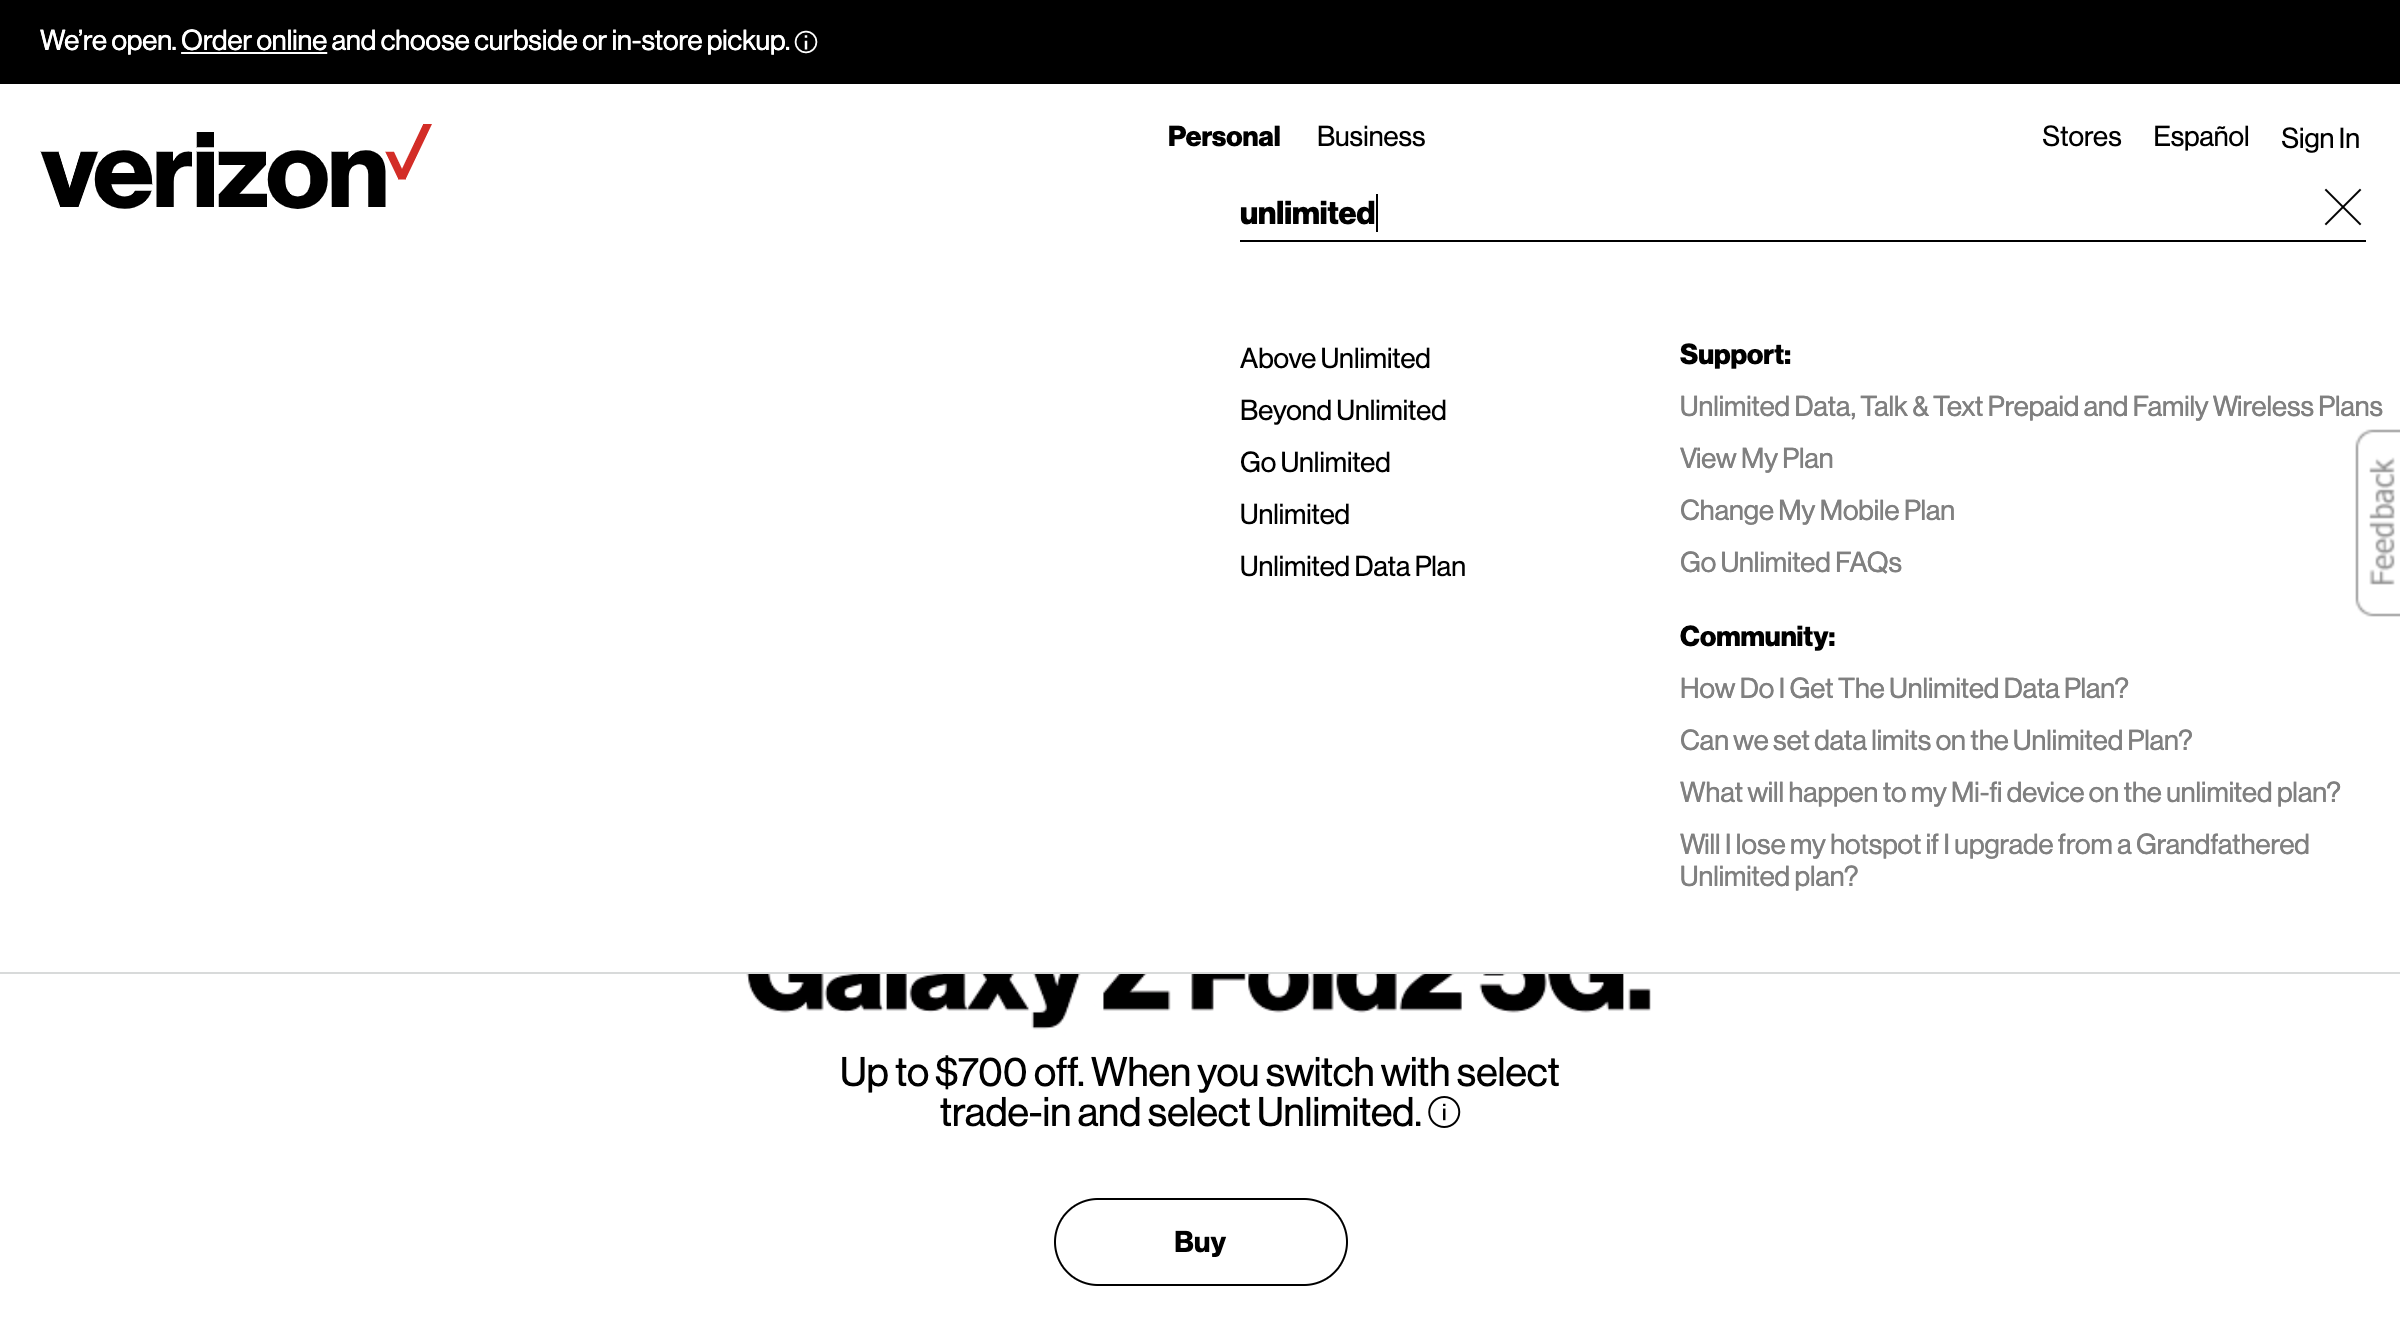 We're open. Order online and choose curbside or in-store pickup.
verizon
Personal Business
Stores Español Sign In
unlimited
Above Unlimited
Beyond Unlimited
Go Unlimited
Unlimited
Unlimited Data Plan
Support:
Unlimited Data, Talk & Text Prepaid and Family Wireless Plans
View My Plan
Change My Mobile Plan
Go Unlimited FAQs
Community:
How Do I Get The Unlimited Data Plan?
Can we set data limits on the Unlimited Plan?
What will happen to my Mi-fi device on the unlimited plan?
Will I lose my hotspot if I upgrade from a Grandfathered
Unlimited plan?
Feedback
Galaxy Z Fold2 5G.
Up to $700 off. When you switch with select
trade-in and select Unlimited.
Buy